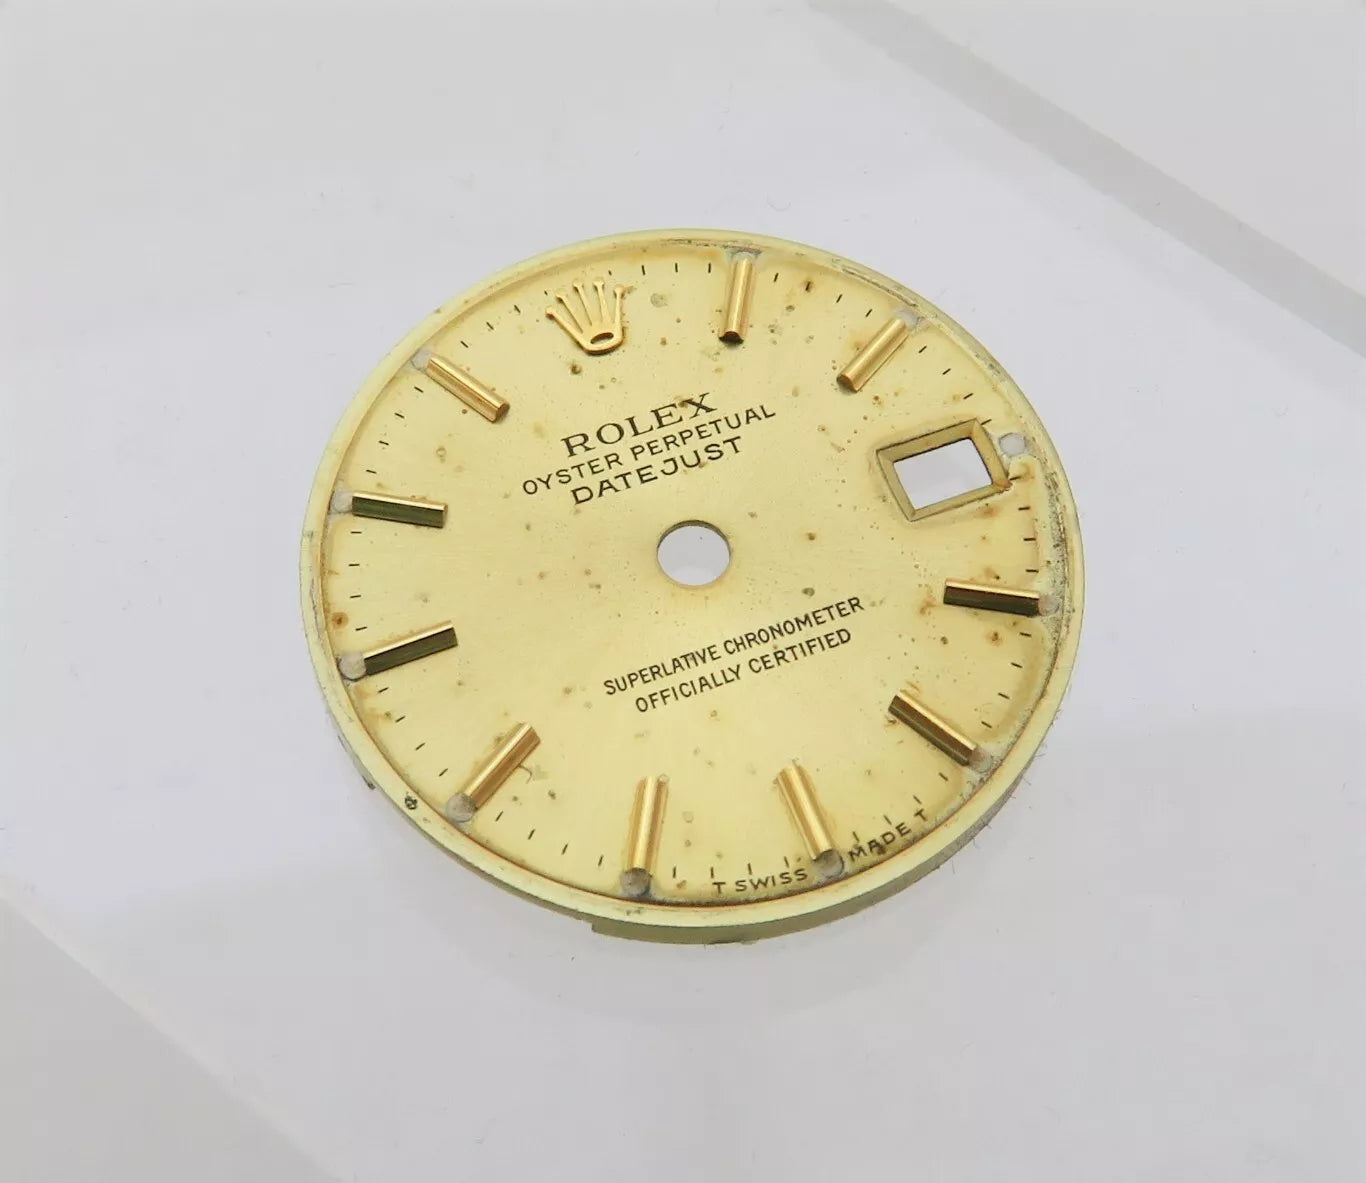 ROLEX
OYSTER PERPETUAL
DATEJUST
SUPERLATIVE CHRONOMETER
OFFICIALLY CERTIFIED
T SWISS MADE T